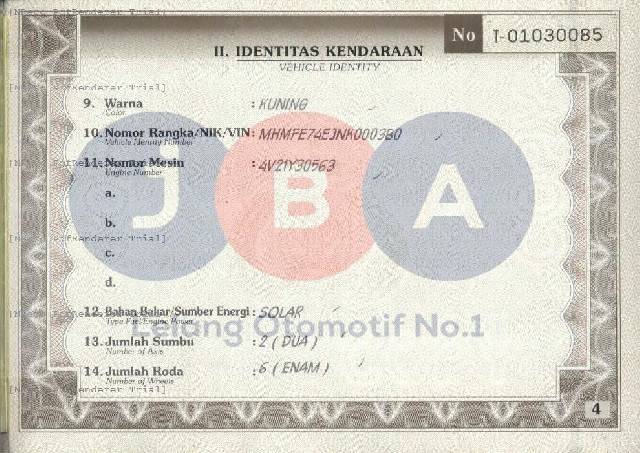 No T-01030085
II. IDENTITAS KENDARAAN
VEHICLE IDENTITY
9. Warna : KUNING
Color
10. Nomor Rangka/NIK/VIN : MHMFE74EJNK000380
Vehicle Identity Number
11. Nomor Mesin : 4V21Y30563
Engine Number
a.
b.
c.
d.
J B A
12. Bahan Bakar/Sumber Energi : SOLAR
Type Fuel/Engine Power
Lelang Otomotif No.1
13. Jumlah Sumbu : 2 ( DUA )
Number of Axis
14. Jumlah Roda : 6 ( ENAM )
Number of Wheels
4